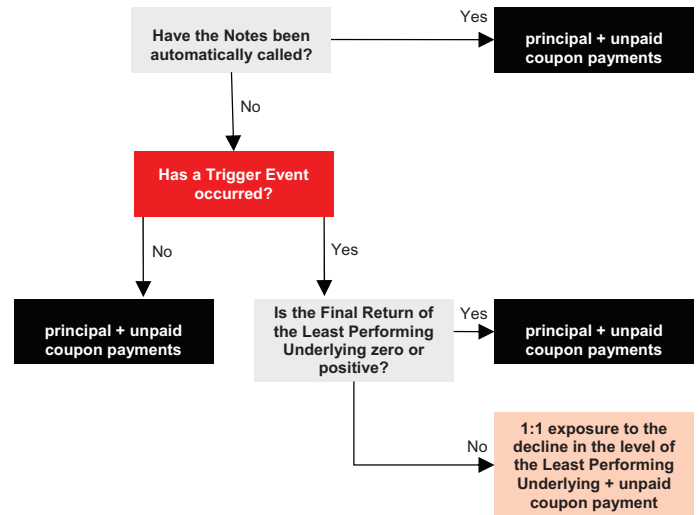 Have the Notes been
automatically called?
Yes
principal + unpaid
coupon payments
No
Has a Trigger Event
occurred?
No
Yes
principal + unpaid
coupon payments
Is the Final Return of
the Least Performing
Underlying zero or
positive?
Yes
principal + unpaid
coupon payments
No
1:1 exposure to the
decline in the level of
the Least Performing
Underlying + unpaid
coupon payment